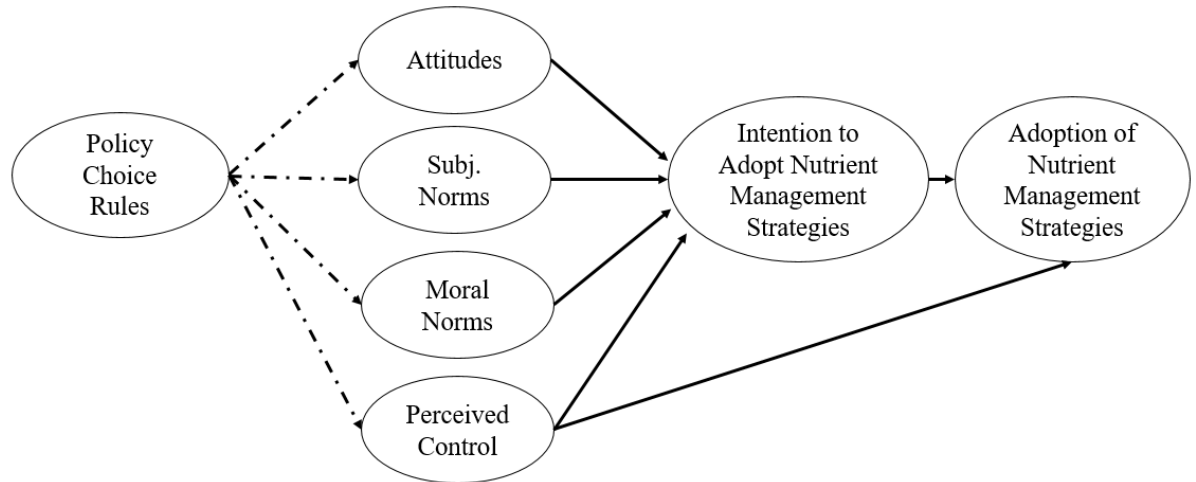 Policy
Choice
Rules
Attitudes
Subj.
Norms
Moral
Norms
Perceived
Control
Intention to
Adopt Nutrient
Management
Strategies
Adoption of
Nutrient
Management
Strategies